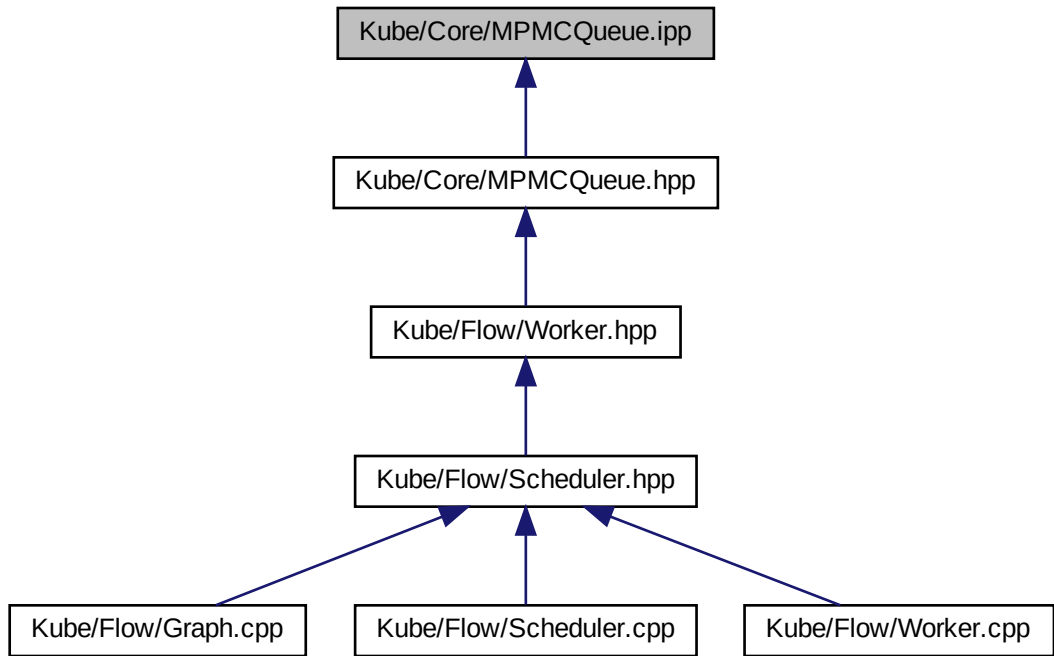 Kube/Core/MPMCQueue.ipp
Kube/Core/MPMCQueue.hpp
Kube/Flow/Worker.hpp
Kube/Flow/Scheduler.hpp
Kube/Flow/Graph.cpp
Kube/Flow/Scheduler.cpp
Kube/Flow/Worker.cpp